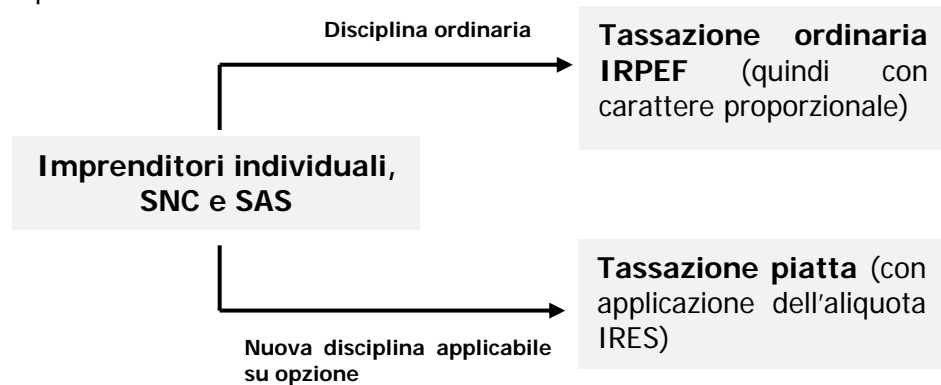 Disciplina ordinaria
Tassazione ordinaria
IRPEF (quindi con
carattere proporzionale)
Imprenditori individuali,
SNC e SAS
Tassazione piatta (con
applicazione dell'aliquota
IRES)
Nuova disciplina applicabile
su opzione